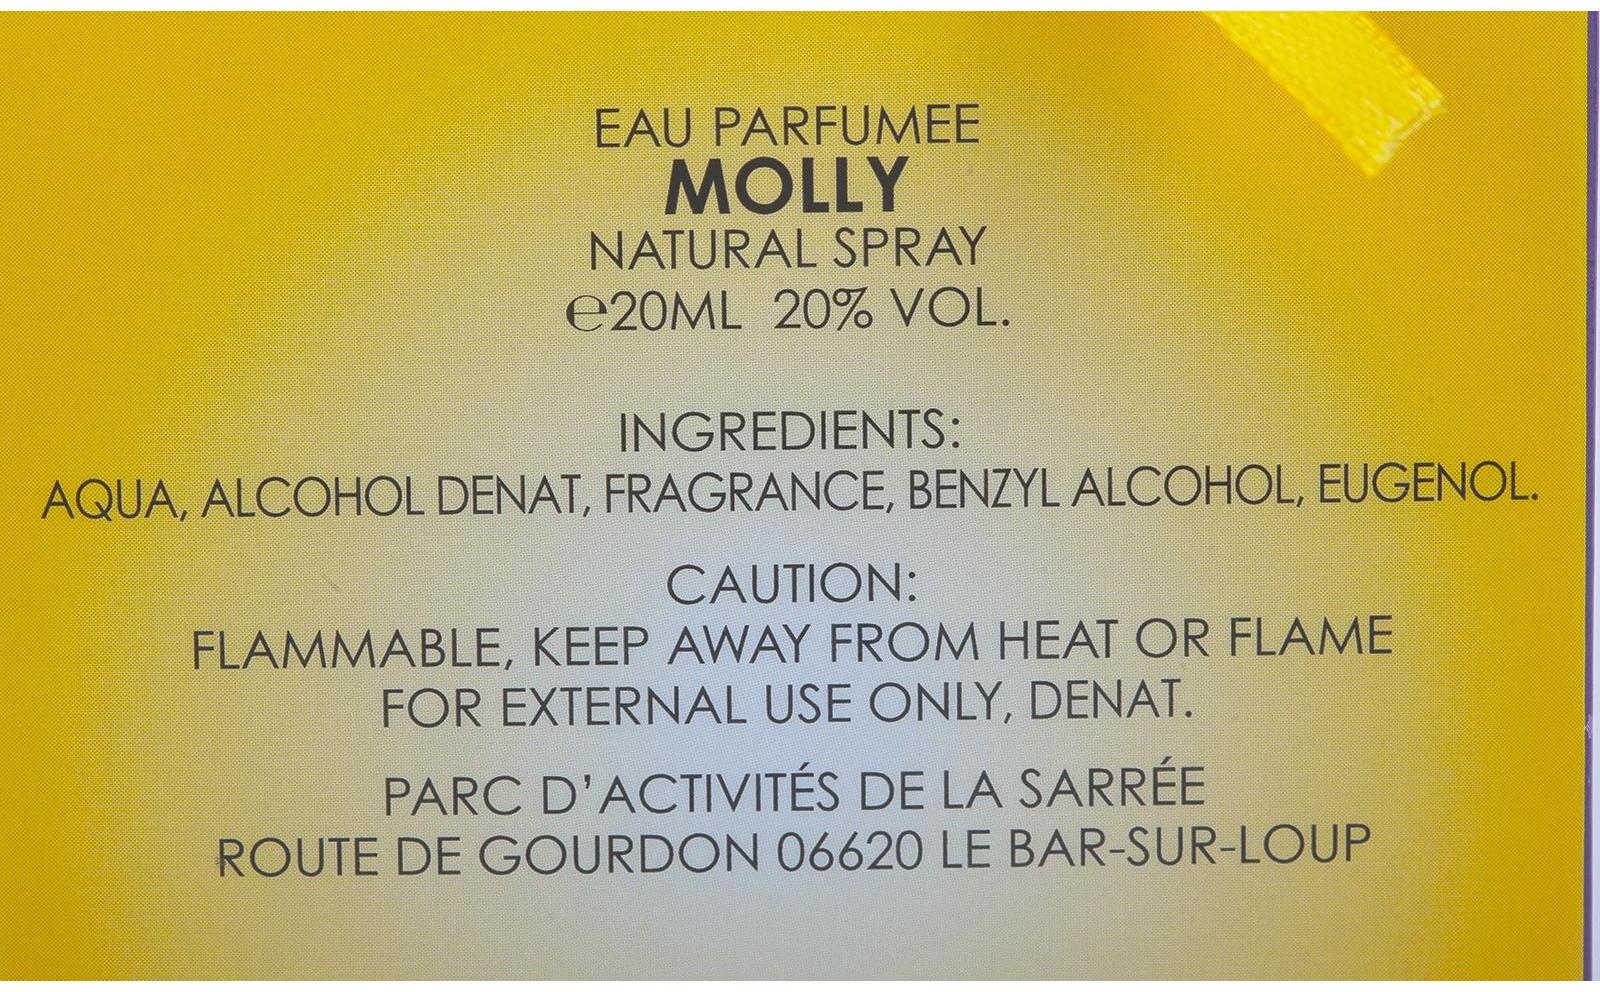 EAU PARFUMEE
MOLLY
NATURAL SPRAY
℮20ML 20% VOL.
INGREDIENTS:
AQUA, ALCOHOL DENAT, FRAGRANCE, BENZYL ALCOHOL, EUGENOL.
CAUTION:
FLAMMABLE, KEEP AWAY FROM HEAT OR FLAME
FOR EXTERNAL USE ONLY, DENAT.
PARC D'ACTIVITÉS DE LA SARRÉE
ROUTE DE GOURDON 06620 LE BAR-SUR-LOUP